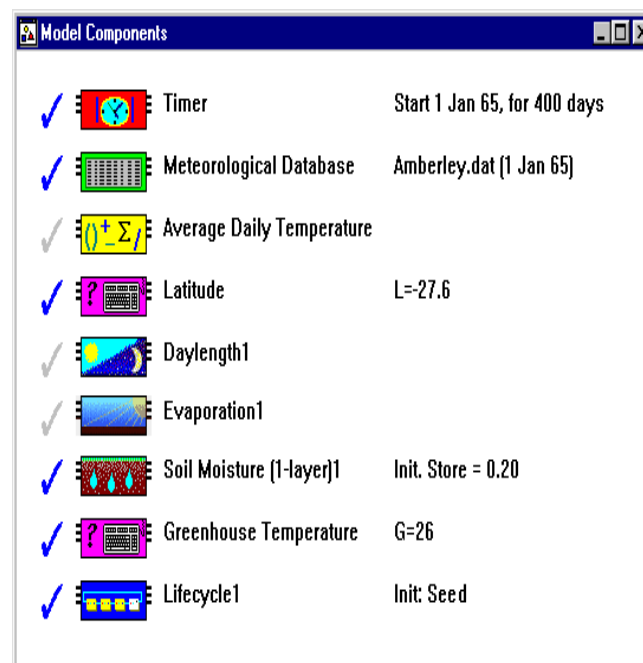 Model Components
Timer Start 1 Jan 65, for 400 days
Meteorological Database Amberley.dat (1 Jan 65)
()+-Σ/ Average Daily Temperature
? Latitude L=-27.6
Daylength1
Evaporation1
Soil Moisture (1-layer)1 Init. Store = 0.20
? Greenhouse Temperature G=26
Lifecycle1 Init: Seed